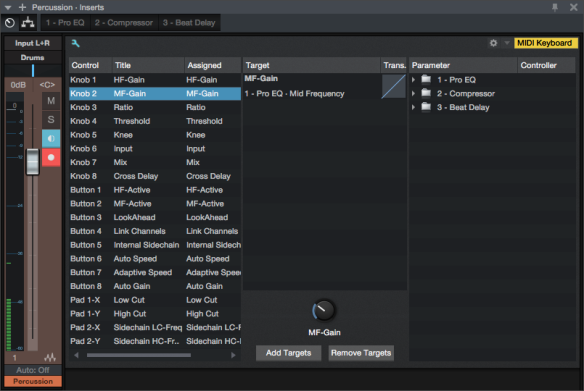 Percussion - Inserts
1 - Pro EQ 2 - Compressor 3 - Beat Delay
Input L+R
Drums
0dB <C>
M
S
1
Auto: Off
Percussion
MIDI Keyboard
Control Title Assigned
Knob 1 HF-Gain HF-Gain
Knob 2 MF-Gain MF-Gain
Knob 3 Ratio Ratio
Knob 4 Threshold Threshold
Knob 5 Knee Knee
Knob 6 Input Input
Knob 7 Mix Mix
Knob 8 Cross Delay Cross Delay
Button 1 HF-Active HF-Active
Button 2 MF-Active MF-Active
Button 3 LookAhead LookAhead
Button 4 Link Channels Link Channels
Button 5 Internal Sidechain Internal Sidech
Button 6 Auto Speed Auto Speed
Button 7 Adaptive Speed Adaptive Speed
Button 8 Auto Gain Auto Gain
Pad 1-X Low Cut Low Cut
Pad 1-Y High Cut High Cut
Pad 2-X Sidechain LC-Freq Sidechain LC-F
Pad 2-Y Sidechain HC-Fr.. Sidechain HC-F
Target Trans.
MF-Gain
1 - Pro EQ - Mid Frequency
MF-Gain
Add Targets Remove Targets
Parameter Controller
1 - Pro EQ
2 - Compressor
3 - Beat Delay